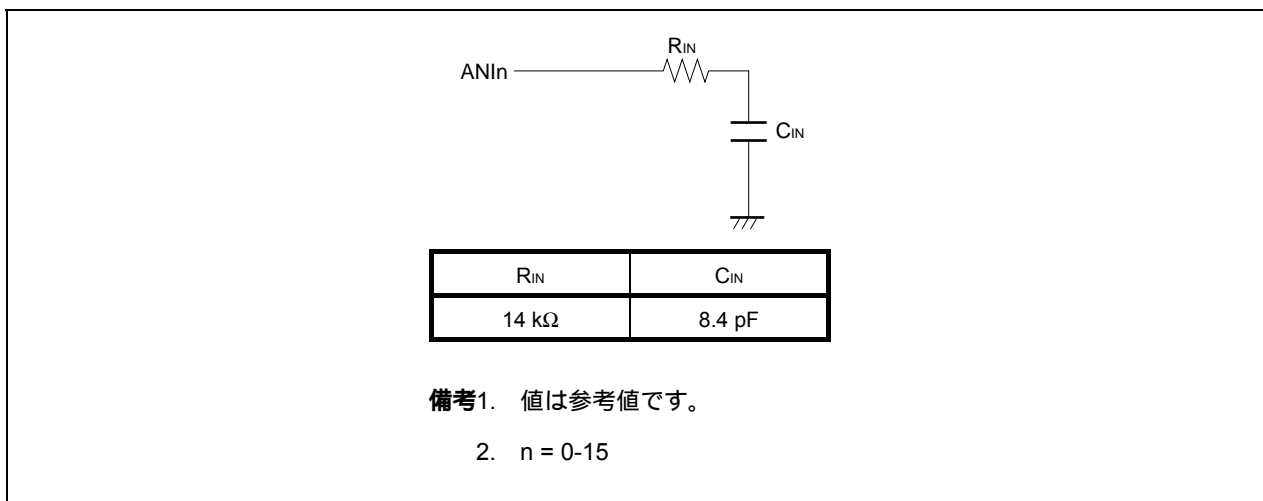 RIN
ANIn
CIN
RIN CIN
14 kΩ 8.4 pF
備考1. 値は参考値です。
2. n = 0-15